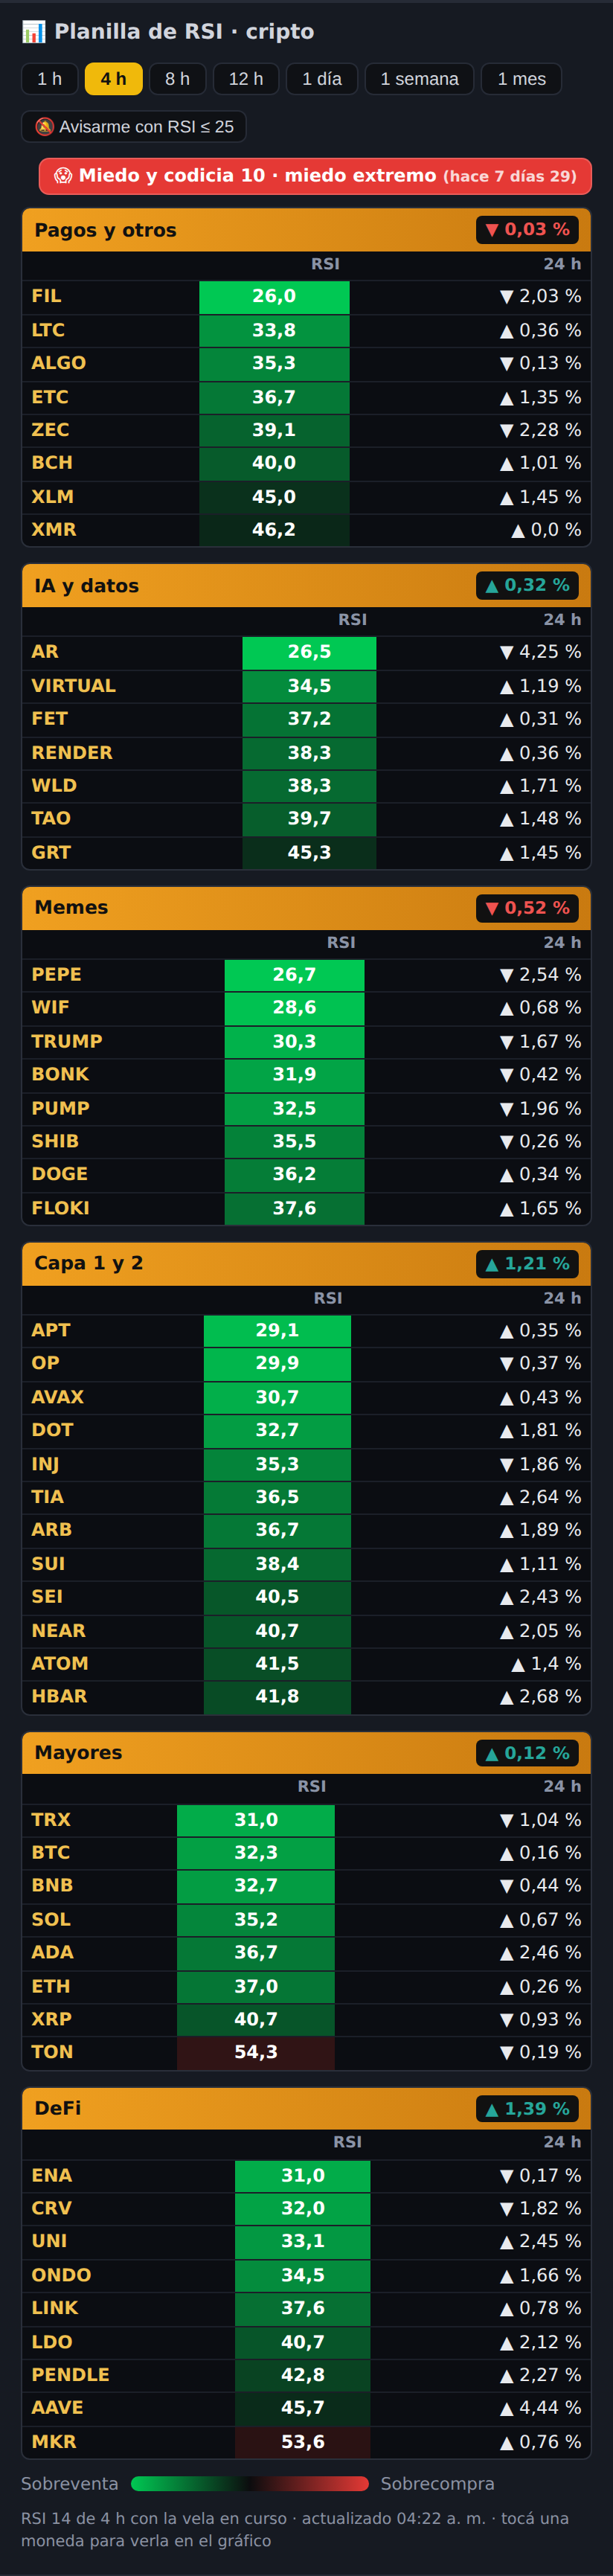 📊 Planilla de RSI · cripto
1 h 4 h 8 h 12 h 1 día 1 semana 1 mes
🔕 Avisarme con RSI ≤ 25
😱 Miedo y codicia 10 · miedo extremo (hace 7 días 29)
Pagos y otros ▼ 0,03 %
RSI 24 h
FIL 26,0 ▼ 2,03 %
LTC 33,8 ▲ 0,36 %
ALGO 35,3 ▼ 0,13 %
ETC 36,7 ▲ 1,35 %
ZEC 39,1 ▼ 2,28 %
BCH 40,0 ▲ 1,01 %
XLM 45,0 ▲ 1,45 %
XMR 46,2 ▲ 0,0 %
IA y datos ▲ 0,32 %
RSI 24 h
AR 26,5 ▼ 4,25 %
VIRTUAL 34,5 ▲ 1,19 %
FET 37,2 ▲ 0,31 %
RENDER 38,3 ▲ 0,36 %
WLD 38,3 ▲ 1,71 %
TAO 39,7 ▲ 1,48 %
GRT 45,3 ▲ 1,45 %
Memes ▼ 0,52 %
RSI 24 h
PEPE 26,7 ▼ 2,54 %
WIF 28,6 ▲ 0,68 %
TRUMP 30,3 ▼ 1,67 %
BONK 31,9 ▼ 0,42 %
PUMP 32,5 ▼ 1,96 %
SHIB 35,5 ▼ 0,26 %
DOGE 36,2 ▲ 0,34 %
FLOKI 37,6 ▲ 1,65 %
Capa 1 y 2 ▲ 1,21 %
RSI 24 h
APT 29,1 ▲ 0,35 %
OP 29,9 ▼ 0,37 %
AVAX 30,7 ▲ 0,43 %
DOT 32,7 ▲ 1,81 %
INJ 35,3 ▼ 1,86 %
TIA 36,5 ▲ 2,64 %
ARB 36,7 ▲ 1,89 %
SUI 38,4 ▲ 1,11 %
SEI 40,5 ▲ 2,43 %
NEAR 40,7 ▲ 2,05 %
ATOM 41,5 ▲ 1,4 %
HBAR 41,8 ▲ 2,68 %
Mayores ▲ 0,12 %
RSI 24 h
TRX 31,0 ▼ 1,04 %
BTC 32,3 ▲ 0,16 %
BNB 32,7 ▼ 0,44 %
SOL 35,2 ▲ 0,67 %
ADA 36,7 ▲ 2,46 %
ETH 37,0 ▲ 0,26 %
XRP 40,7 ▼ 0,93 %
TON 54,3 ▼ 0,19 %
DeFi ▲ 1,39 %
RSI 24 h
ENA 31,0 ▼ 0,17 %
CRV 32,0 ▼ 1,82 %
UNI 33,1 ▲ 2,45 %
ONDO 34,5 ▲ 1,66 %
LINK 37,6 ▲ 0,78 %
LDO 40,7 ▲ 2,12 %
PENDLE 42,8 ▲ 2,27 %
AAVE 45,7 ▲ 4,44 %
MKR 53,6 ▲ 0,76 %
Sobreventa Sobrecompra
RSI 14 de 4 h con la vela en curso · actualizado 04:22 a. m. · tocá una
moneda para verla en el gráfico